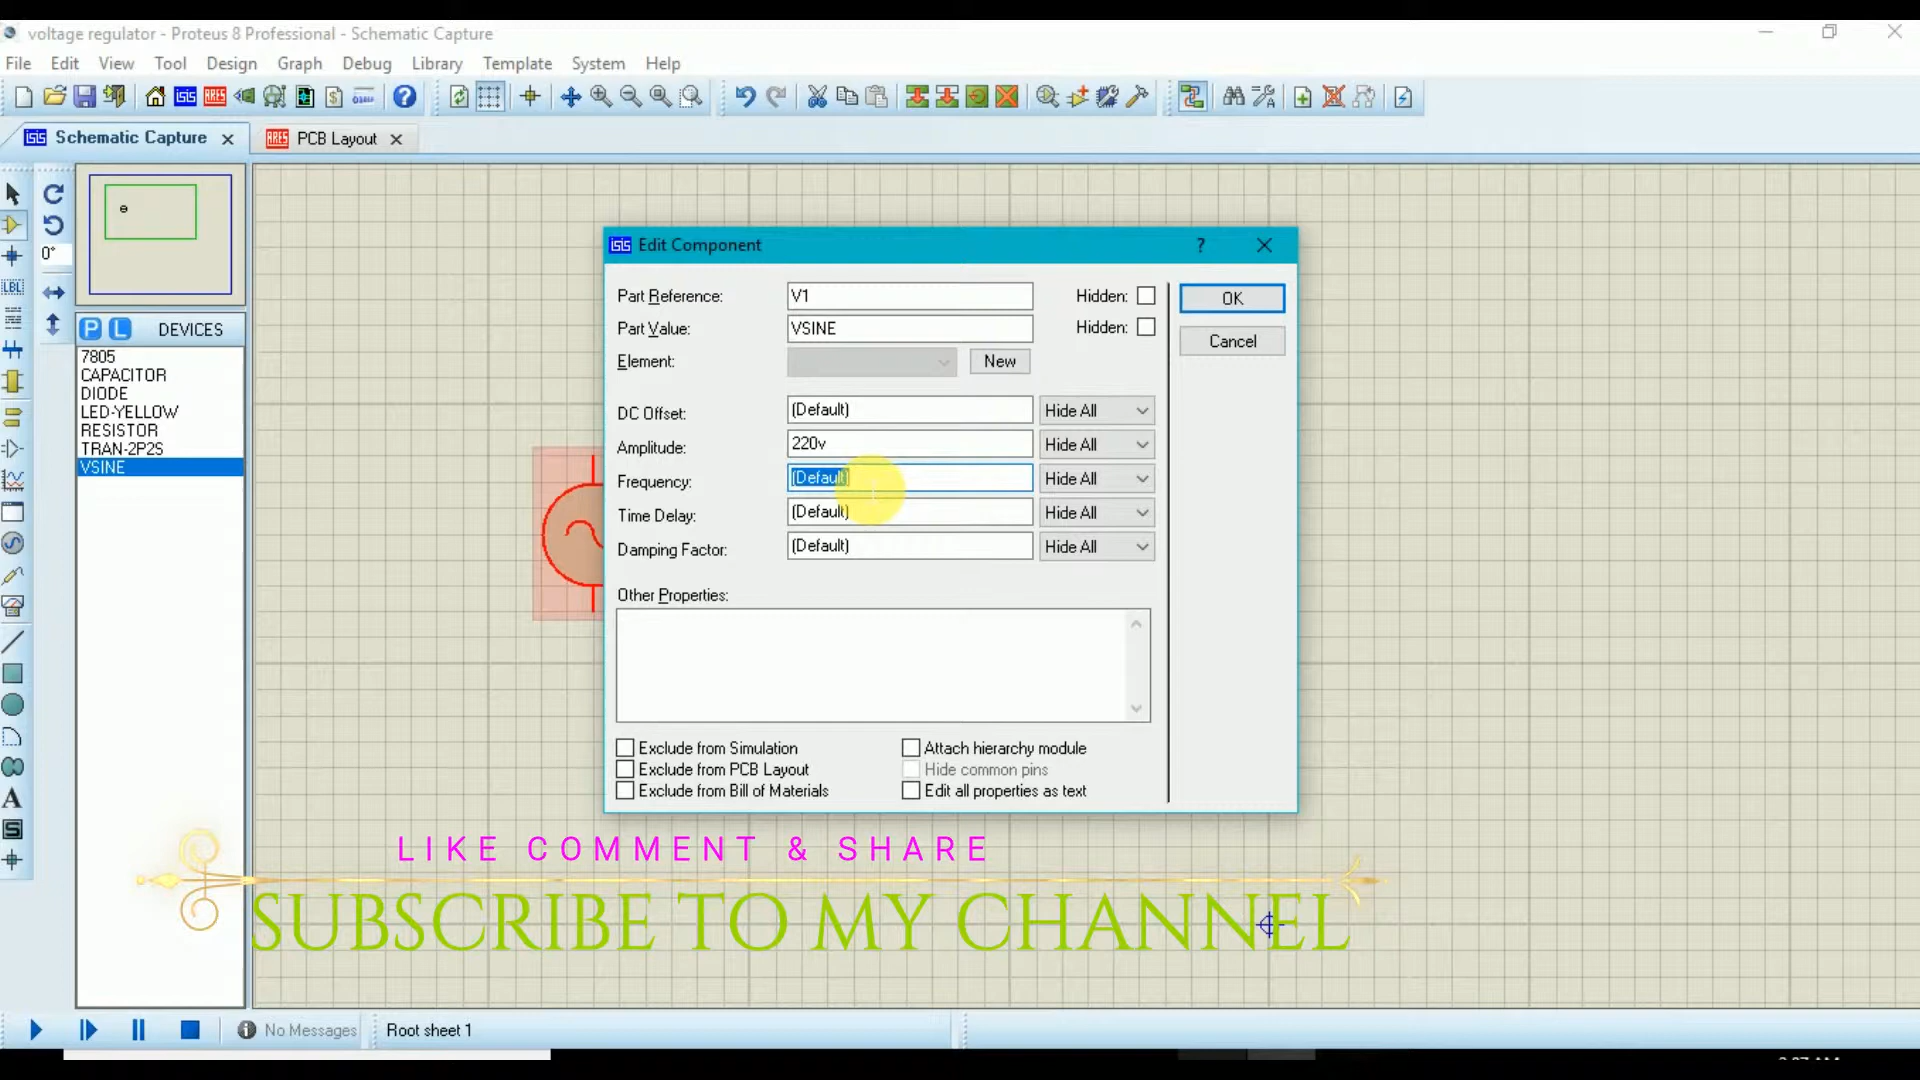 voltage regulator - Proteus 8 Professional - Schematic Capture
File Edit View Tool Design Graph Debug Library Template System Help
Schematic Capture PCB Layout
0°
LBL
P L DEVICES
7805
CAPACITOR
DIODE
LED-YELLOW
RESISTOR
TRAN-2P2S
VSINE
isis Edit Component ?
Part Reference: V1 Hidden:
Part Value: VSINE Hidden:
Element: New
DC Offset: (Default) Hide All
Amplitude: 220v Hide All
Frequency: (Default) Hide All
Time Delay: (Default) Hide All
Damping Factor: (Default) Hide All
OK
Cancel
Other Properties:
Exclude from Simulation Attach hierarchy module
Exclude from PCB Layout Hide common pins
Exclude from Bill of Materials Edit all properties as text
LIKE COMMENT & SHARE
SUBSCRIBE TO MY CHANNEL
No Messages Root sheet 1